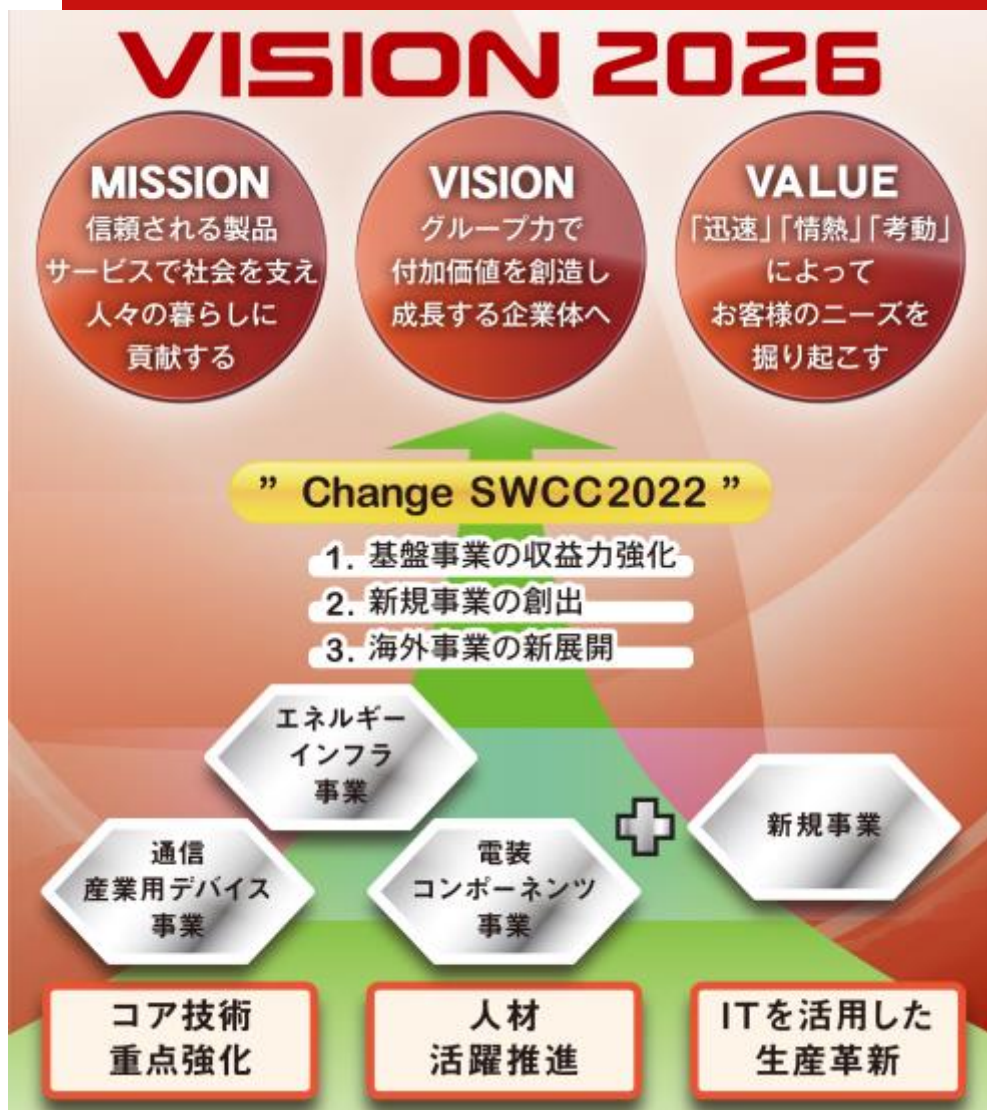 VISION 2026
MISSION
信頼される製品
サービスで社会を支え
人々の暮らしに
貢献する
VISION
グループ力で
付加価値を創造し
成長する企業体へ
VALUE
「迅速」「情熱」「考動」
によって
お客様のニーズを
掘り起こす
” Change SWCC2022 ”
1. 基盤事業の収益力強化
2. 新規事業の創出
3. 海外事業の新展開
エネルギー
インフラ
事業
通信
産業用デバイス
事業
電装
コンポーネンツ
事業
新規事業
コア技術
重点強化
人材
活躍推進
ITを活用した
生産革新